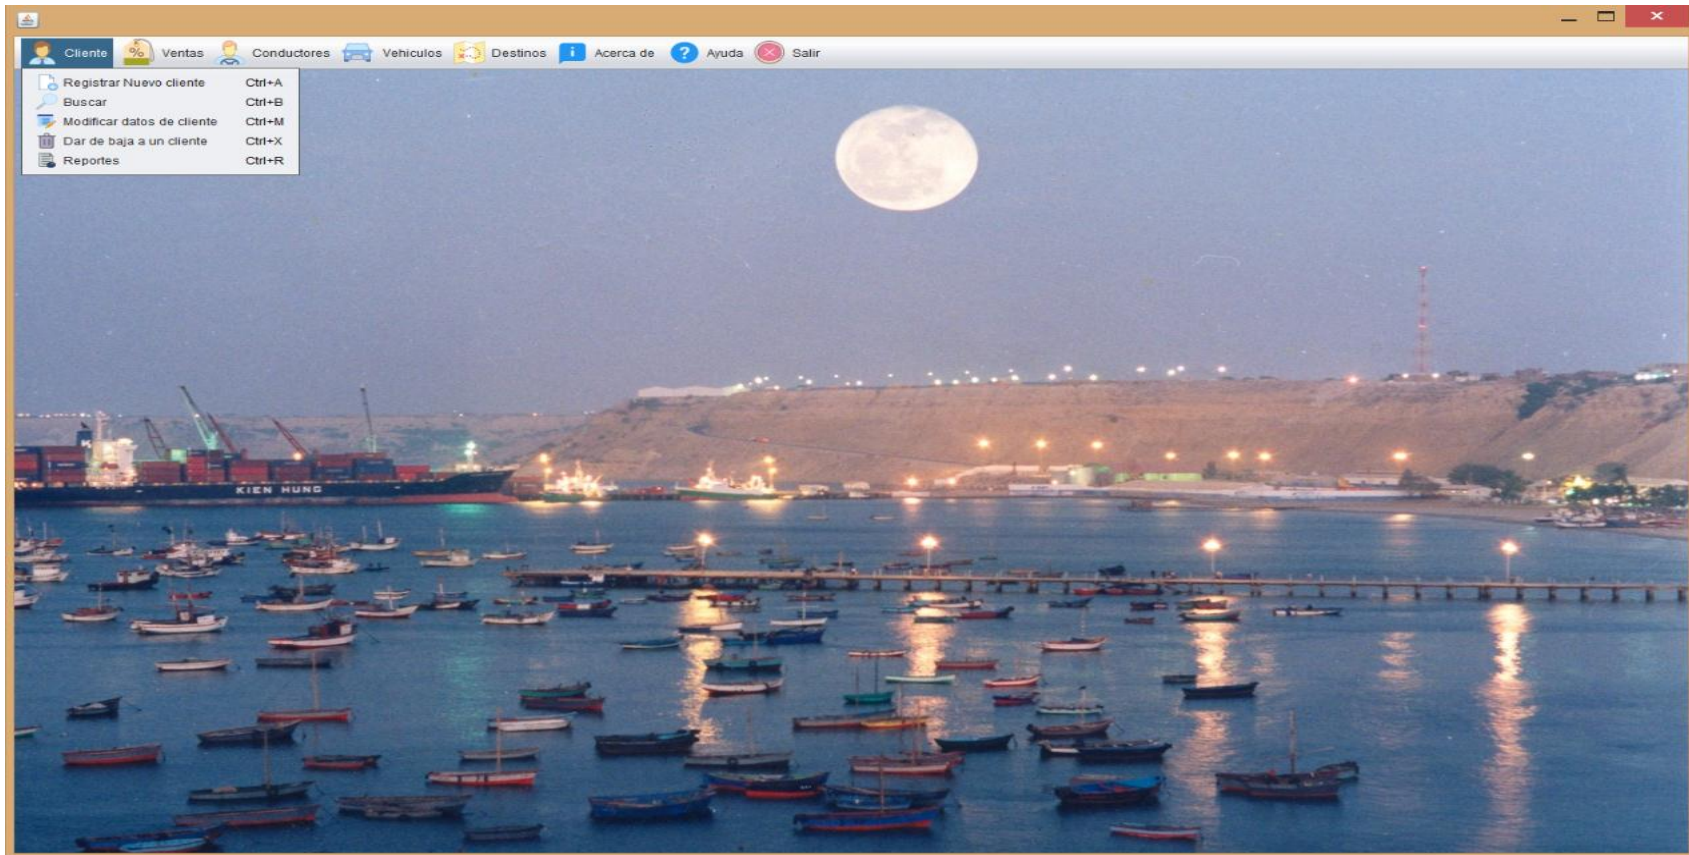 Cliente Ventas Conductores Vehiculos Destinos Acerca de Ayuda Salir
Registrar Nuevo cliente Ctrl+A
Buscar Ctrl+B
Modificar datos de cliente Ctrl+M
Dar de baja a un cliente Ctrl+X
Reportes Ctrl+R
KIEN HUNG